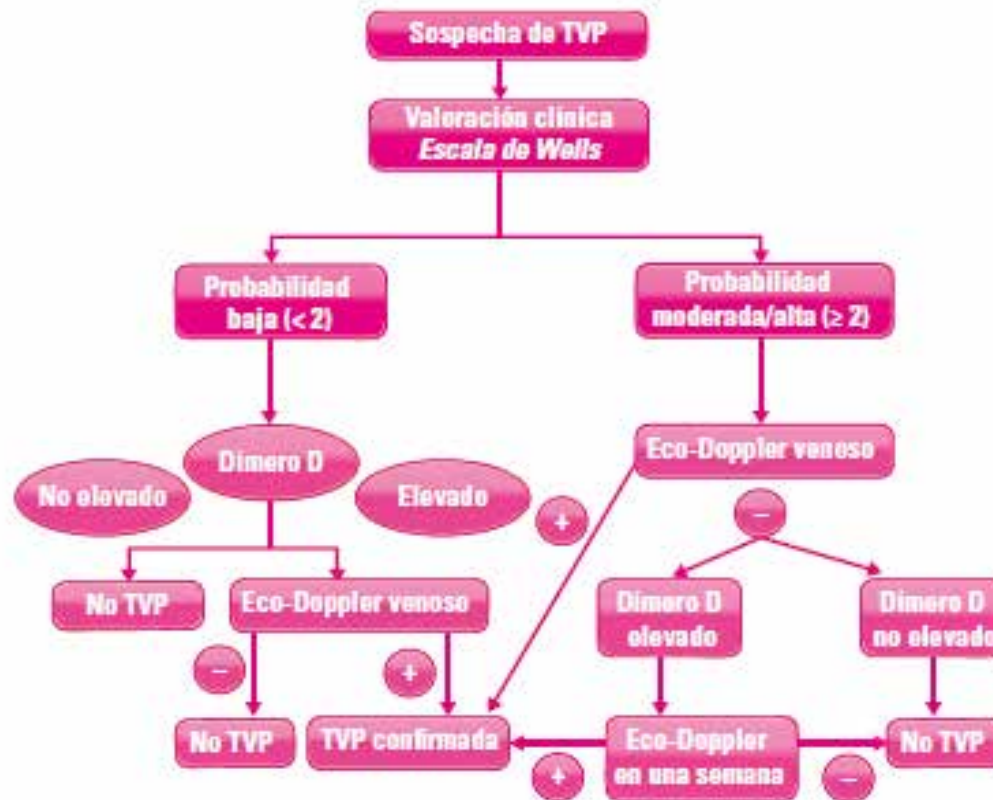 Sospecha de TVP
Valoración clínica
Escala de Wells
Probabilidad
baja (< 2)
Probabilidad
moderada/alta (≥ 2)
Dímero D
No elevado
Elevado
Eco-Doppler venoso
+
−
No TVP
Eco-Doppler venoso
Dímero D
elevado
Dímero D
no elevado
−
+
No TVP
TVP confirmada
Eco-Doppler
en una semana
No TVP
+
−